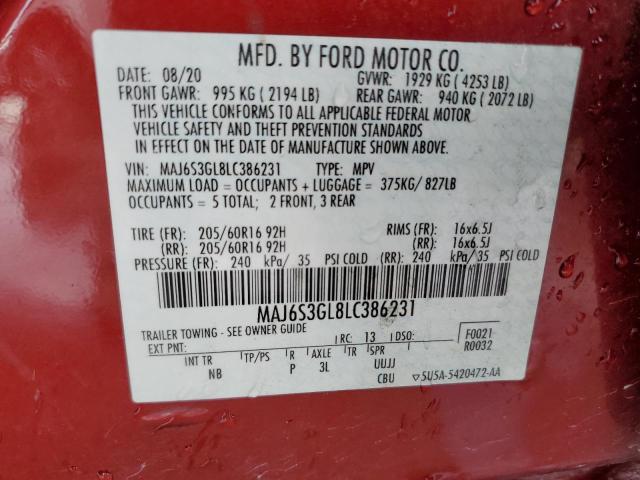 MFD. BY FORD MOTOR CO.
DATE: 08/20 GVWR: 1929 KG ( 4253 LB)
FRONT GAWR: 995 KG ( 2194 LB) REAR GAWR: 940 KG ( 2072 LB)
THIS VEHICLE CONFORMS TO ALL APPLICABLE FEDERAL MOTOR
VEHICLE SAFETY AND THEFT PREVENTION STANDARDS
IN EFFECT ON THE DATE OF MANUFACTURE SHOWN ABOVE.
VIN: MAJ6S3GL8LC386231 TYPE: MPV
MAXIMUM LOAD = OCCUPANTS + LUGGAGE = 375KG/ 827LB
OCCUPANTS = 5 TOTAL; 2 FRONT, 3 REAR
TIRE (FR): 205/60R16 92H RIMS (FR): 16x6.5J
(RR): 205/60R16 92H (RR): 16x6.5J
PRESSURE (FR): 240 kPa/ 35 PSI COLD (RR): 240 kPa/ 35 PSI COLD
MAJ6S3GL8LC386231
TRAILER TOWING - SEE OWNER GUIDE
EXT PNT: RC: 13 DSO: F0021
R0032
INT TR TP/PS R AXLE TR SPR
NB P 3L UUJJ
CBU 5U5A-5420472-AA